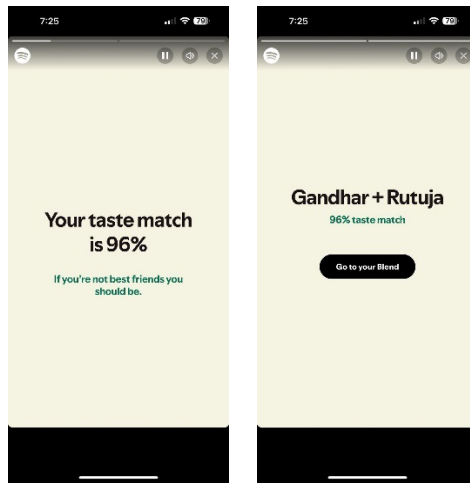 7:25
79
Your taste match
is 96%
If you're not best friends you
should be.
7:25
79
Gandhar + Rutuja
96% taste match
Go to your Blend